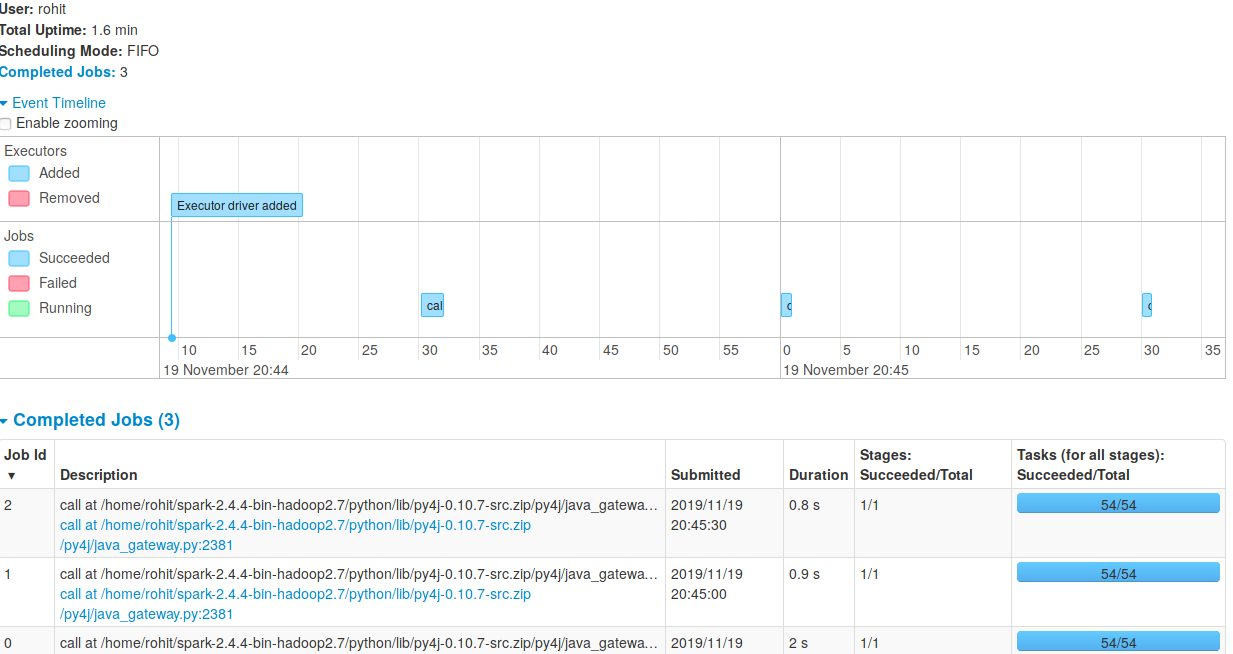 User: rohit
Total Uptime: 1.6 min
Scheduling Mode: FIFO
Completed Jobs: 3
Event Timeline
Enable zooming
Executors
Added
Removed
Executor driver added
Jobs
Succeeded
Failed
Running
cal
c
c
10 15 20 25 30 35 40 45 50 55 0 5 10 15 20 25 30 35
19 November 20:44 19 November 20:45
Completed Jobs (3)
Job Id ▼ Description Submitted Duration Stages: Succeeded/Total Tasks (for all stages): Succeeded/Total
2 call at /home/rohit/spark-2.4.4-bin-hadoop2.7/python/lib/py4j-0.10.7-src.zip/py4j/java_gatewa... 2019/11/19 0.8 s 1/1 54/54
call at /home/rohit/spark-2.4.4-bin-hadoop2.7/python/lib/py4j-0.10.7-src.zip 20:45:30
/py4j/java_gateway.py:2381
1 call at /home/rohit/spark-2.4.4-bin-hadoop2.7/python/lib/py4j-0.10.7-src.zip/py4j/java_gatewa... 2019/11/19 0.9 s 1/1 54/54
call at /home/rohit/spark-2.4.4-bin-hadoop2.7/python/lib/py4j-0.10.7-src.zip 20:45:00
/py4j/java_gateway.py:2381
0 call at /home/rohit/spark-2.4.4-bin-hadoop2.7/python/lib/py4j-0.10.7-src.zip/py4j/java_gatewa... 2019/11/19 2 s 1/1 54/54